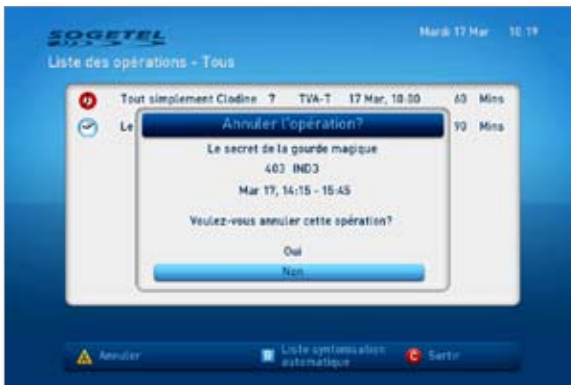 SOGETEL
Mardi 17 Mar 10:19
Liste des opérations - Tous
Tout simplement Clodine 7 TVA-T 17 Mar, 10:00 60 Mins
Le 90 Mins
Annuler l'opération?
Le secret de la gourde magique
403 IND3
Mar 17, 14:15 - 15:45
Voulez-vous annuler cette opération?
Oui
Non
A Annuler
B Liste syntonisation
automatique
C Sortir